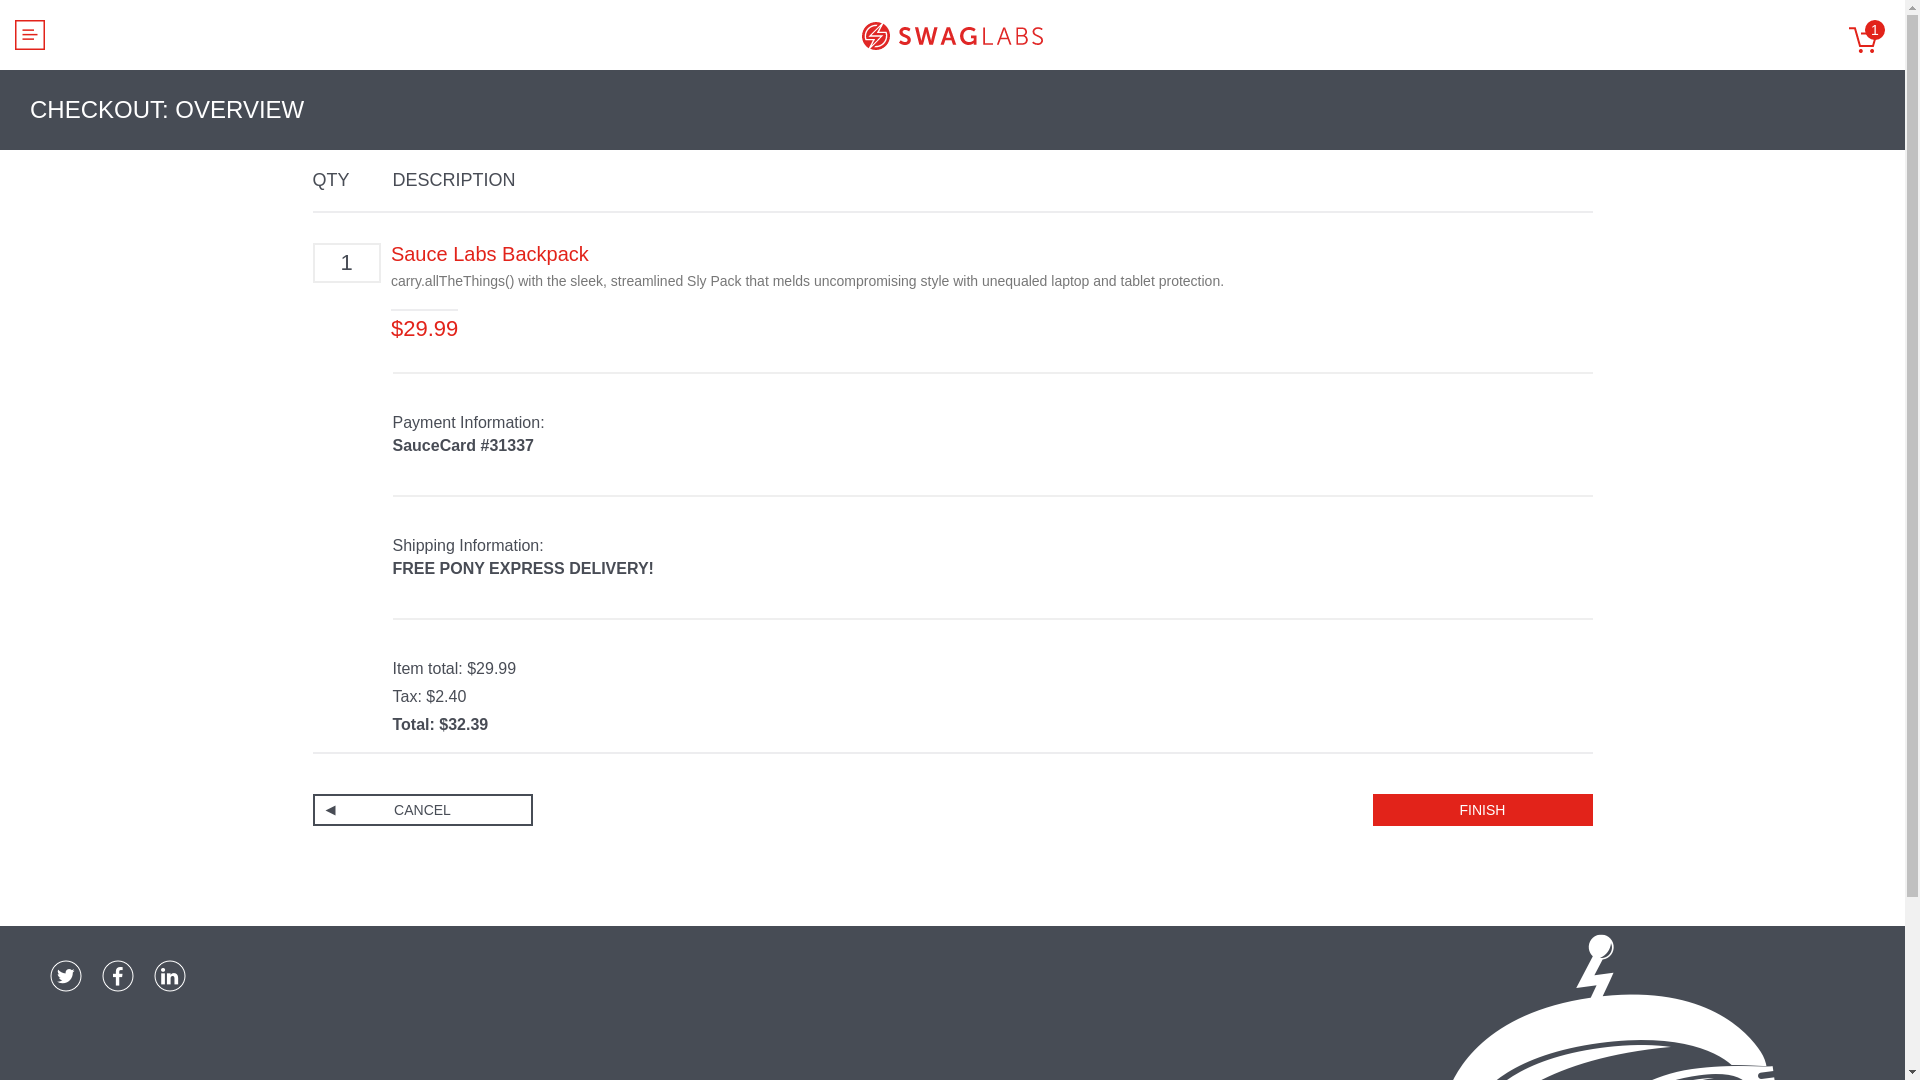 SWAGLABS
1
CHECKOUT: OVERVIEW
QTY DESCRIPTION
1
Sauce Labs Backpack
carry.allTheThings() with the sleek, streamlined Sly Pack that melds uncompromising style with unequaled laptop and tablet protection.
$29.99
Payment Information:
SauceCard #31337
Shipping Information:
FREE PONY EXPRESS DELIVERY!
Item total: $29.99
Tax: $2.40
Total: $32.39
CANCEL
FINISH